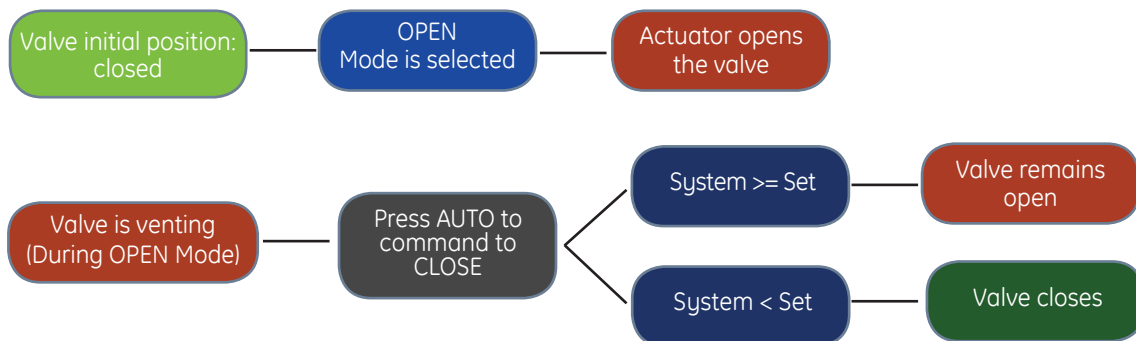 Valve initial position:
closed
OPEN
Mode is selected
Actuator opens
the valve
Valve is venting
(During OPEN Mode)
Press AUTO to
command to
CLOSE
System >= Set
Valve remains
open
System < Set
Valve closes